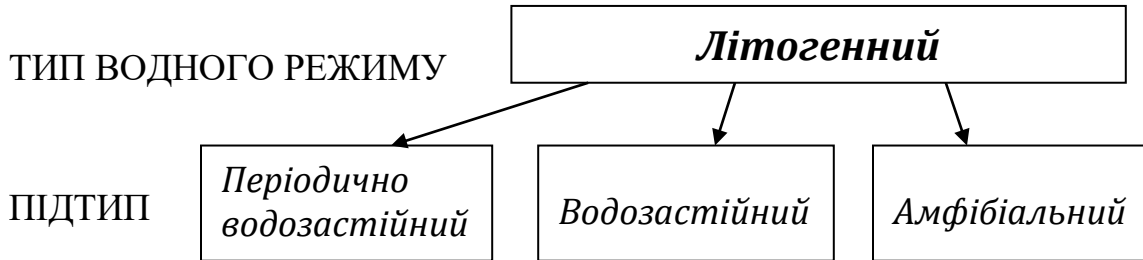 Літогенний
ТИП ВОДНОГО РЕЖИМУ
Періодично
водозастійний
ПІДТИП
Водозастійний
Амфібіальний